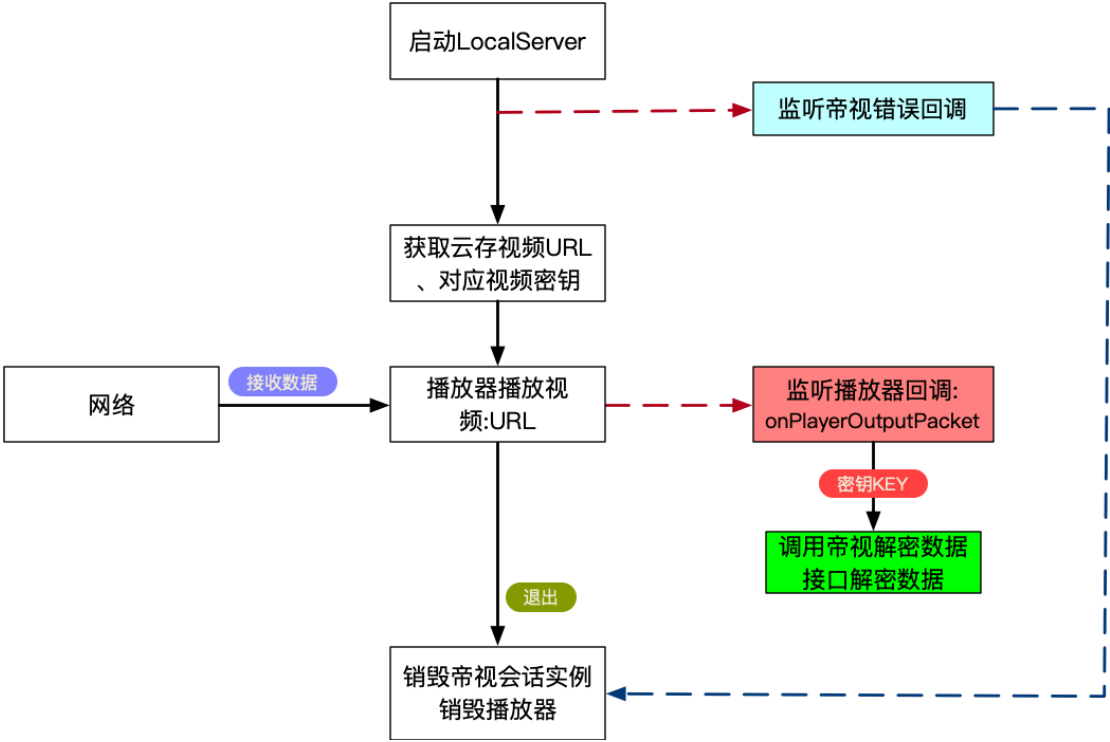 启动LocalServer
监听帝视错误回调
获取云存视频URL
、对应视频密钥
网络
接收数据
播放器播放视
频:URL
监听播放器回调:
onPlayerOutputPacket
密钥KEY
调用帝视解密数据
接口解密数据
退出
销毁帝视会话实例
销毁播放器